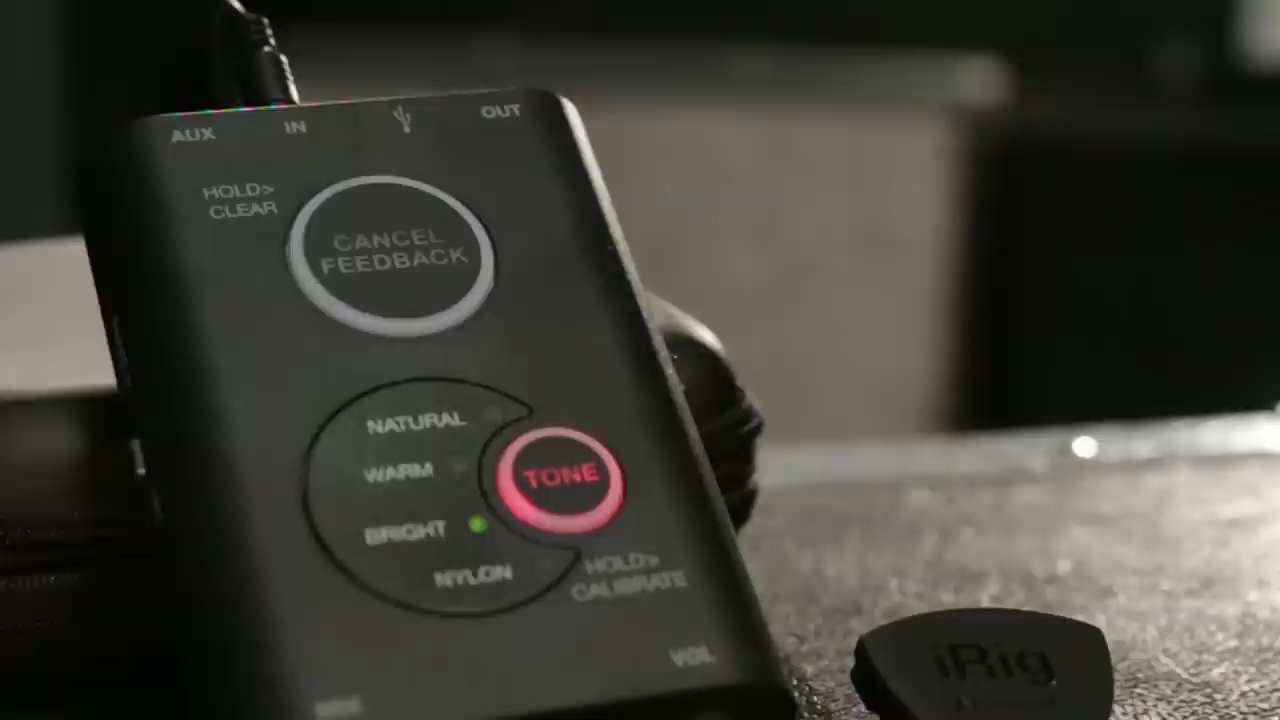 AUX IN OUT
HOLD>
CLEAR
CANCEL
FEEDBACK
NATURAL
WARM
TONE
BRIGHT
NYLON
HOLD>
CALIBRATE
VOL
iRig